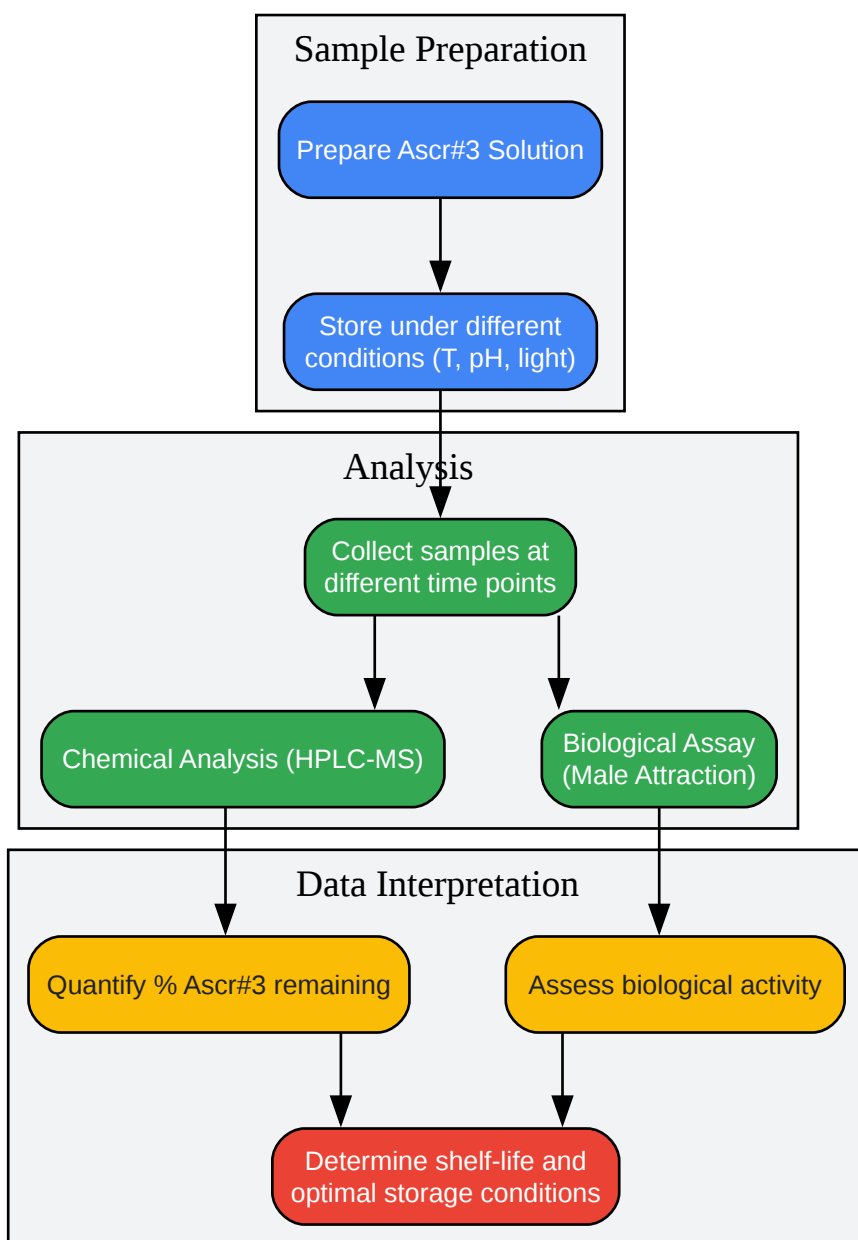 Sample Preparation
Prepare Ascr#3 Solution
Store under different
conditions (T, pH, light)
Analysis
Collect samples at
different time points
Chemical Analysis (HPLC-MS)
Biological Assay
(Male Attraction)
Data Interpretation
Quantify % Ascr#3 remaining
Assess biological activity
Determine shelf-life and
optimal storage conditions